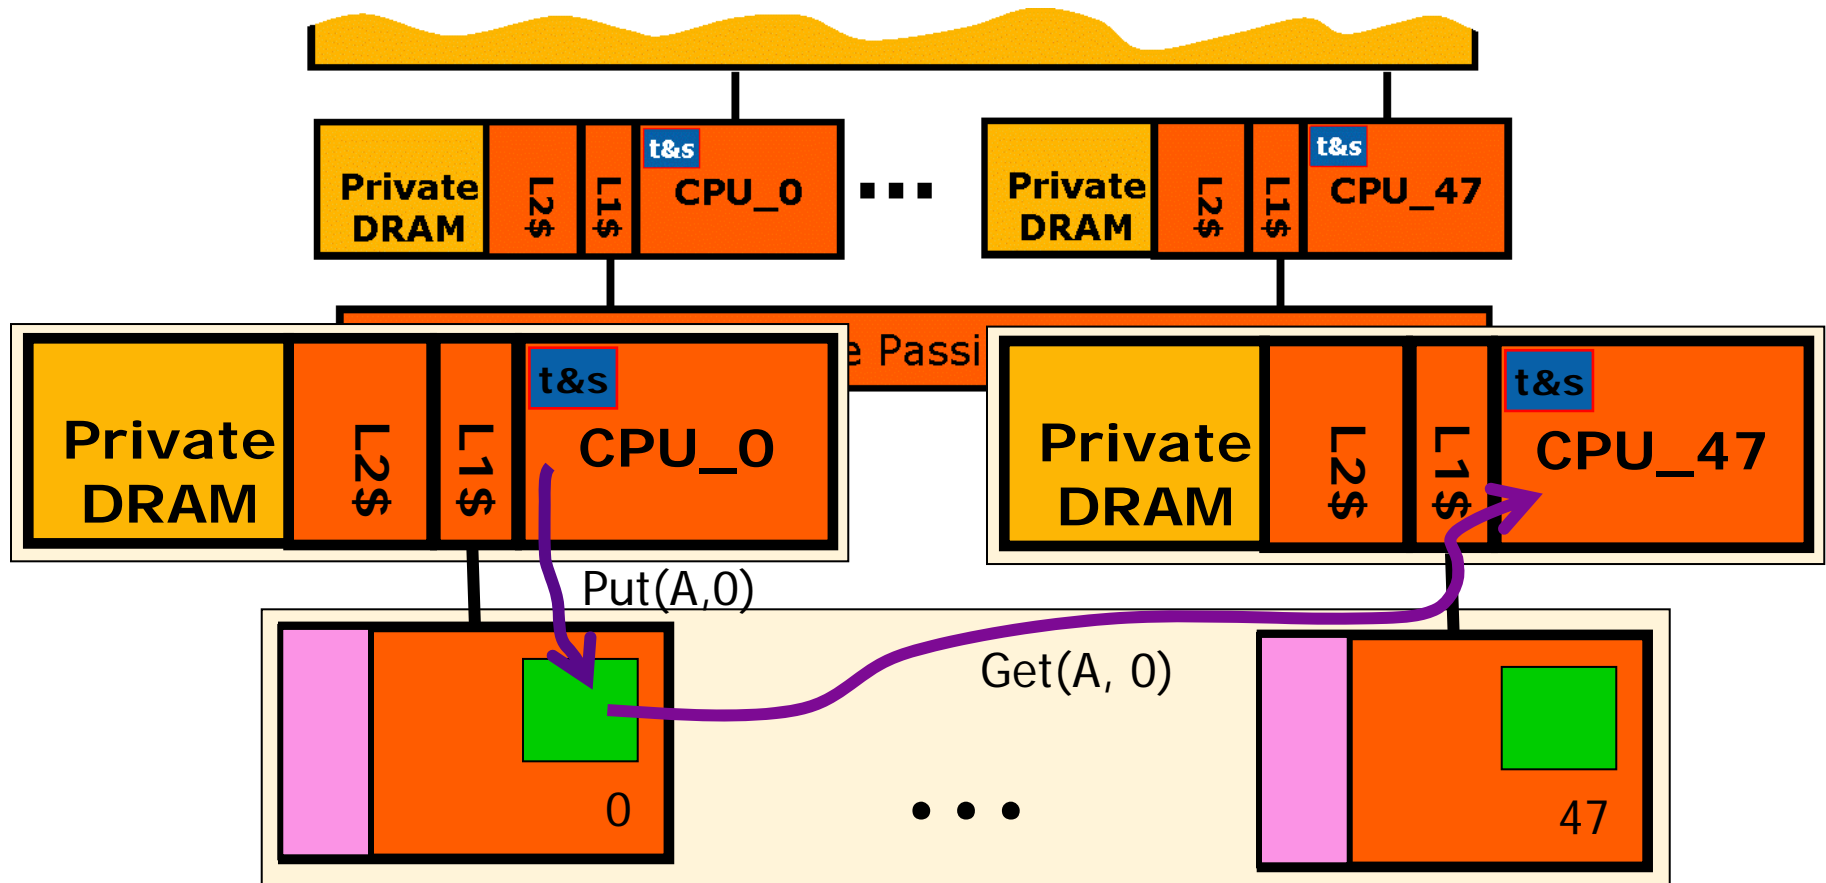 t&s
Private
DRAM
L2$
L1$
CPU_0
...
t&s
Private
DRAM
L2$
L1$
CPU_47
e Passi
t&s
Private
DRAM
L2$
L1$
CPU_0
t&s
Private
DRAM
L2$
L1$
CPU_47
Put(A,0)
Get(A, 0)
0
...
47